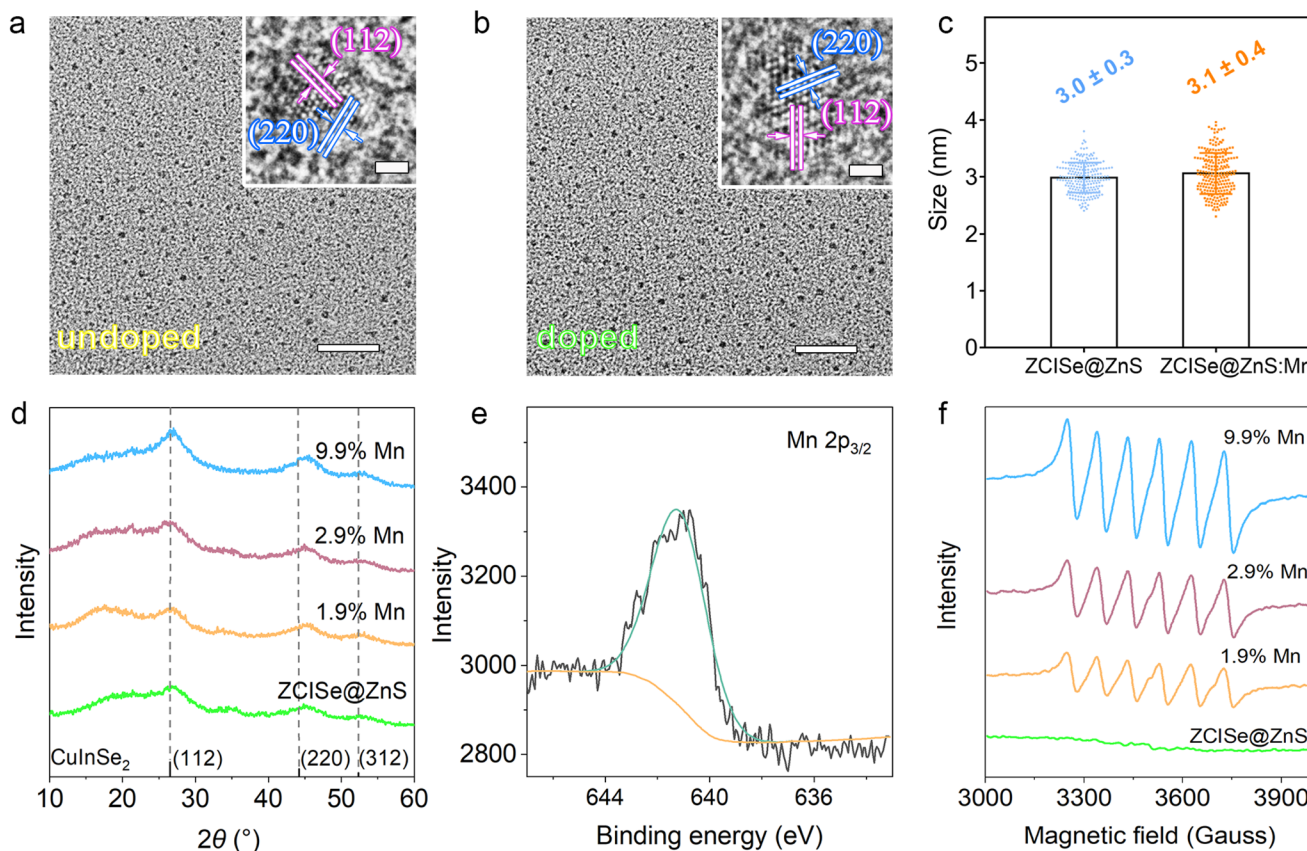 a
(112)
(220)
undoped
b
(220)
(112)
doped
c
3.0 ± 0.3
3.1 ± 0.4
Size (nm)
5
4
3
2
1
0
ZCISe@ZnS
ZCISe@ZnS:Mn
d
9.9% Mn
2.9% Mn
1.9% Mn
ZCISe@ZnS
CuInSe2
(112)
(220)
(312)
Intensity
10
20
30
40
50
60
2θ (°)
e
Mn 2p3/2
Intensity
3400
3200
3000
2800
644
640
636
Binding energy (eV)
f
9.9% Mn
2.9% Mn
1.9% Mn
ZCISe@ZnS
Intensity
3000
3300
3600
3900
Magnetic field (Gauss)